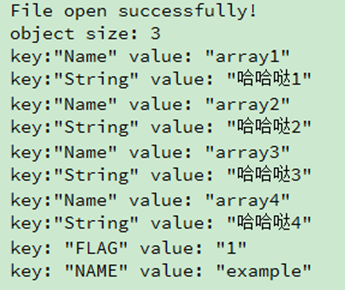 File open successfully!
object size: 3
key:"Name" value: "array1"
key:"String" value: "哈哈哒1"
key:"Name" value: "array2"
key:"String" value: "哈哈哒2"
key:"Name" value: "array3"
key:"String" value: "哈哈哒3"
key:"Name" value: "array4"
key:"String" value: "哈哈哒4"
key: "FLAG" value: "1"
key: "NAME" value: "example"